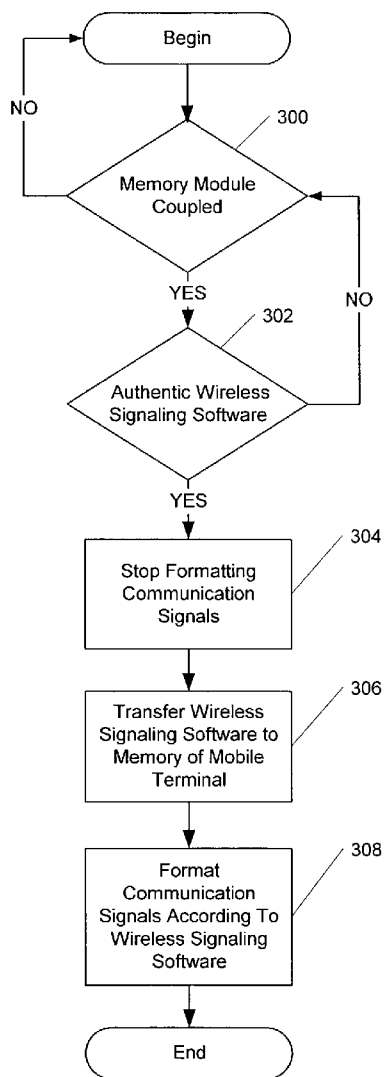 Begin
NO
300
Memory Module
Coupled
YES
NO
302
Authentic Wireless
Signaling Software
YES
304
Stop Formatting
Communication
Signals
306
Transfer Wireless
Signaling Software to
Memory of Mobile
Terminal
308
Format
Communication
Signals According To
Wireless Signaling
Software
End